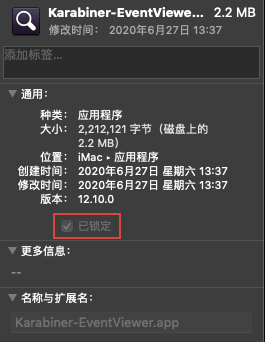 Karabiner-EventViewer... 2.2 MB
修改时间： 2020年6月27日 13:37
添加标签...
通用：
种类： 应用程序
大小： 2,212,121 字节（磁盘上的
2.2 MB）
位置： iMac ▸ 应用程序
创建时间： 2020年6月27日 星期六 13:37
修改时间： 2020年6月27日 星期六 13:37
版本： 12.10.0
已锁定
更多信息：
--
名称与扩展名：
Karabiner-EventViewer.app